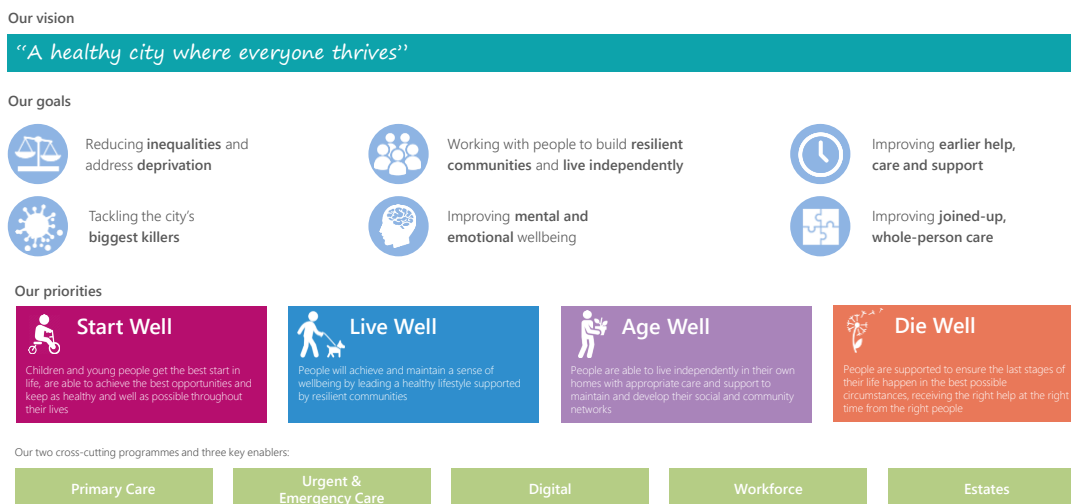 Our vision
“A healthy city where everyone thrives”
Our goals
Reducing inequalities and
address deprivation
Working with people to build resilient
communities and live independently
Improving earlier help,
care and support
Tackling the city’s
biggest killers
Improving mental and
emotional wellbeing
Improving joined-up,
whole-person care
Our priorities
Start Well
Children and young people get the best start in
life, are able to achieve the best opportunities and
keep as healthy and well as possible throughout
their lives
Live Well
People will achieve and maintain a sense of
wellbeing by leading a healthy lifestyle supported
by resilient communities
Age Well
People are able to live independently in their own
homes with appropriate care and support to
maintain and develop their social and community
networks
Die Well
People are supported to ensure the last stages of
their life happen in the best possible
circumstances, receiving the right help at the right
time from the right people
Our two cross-cutting programmes and three key enablers:
Primary Care
Urgent &
Emergency Care
Digital
Workforce
Estates